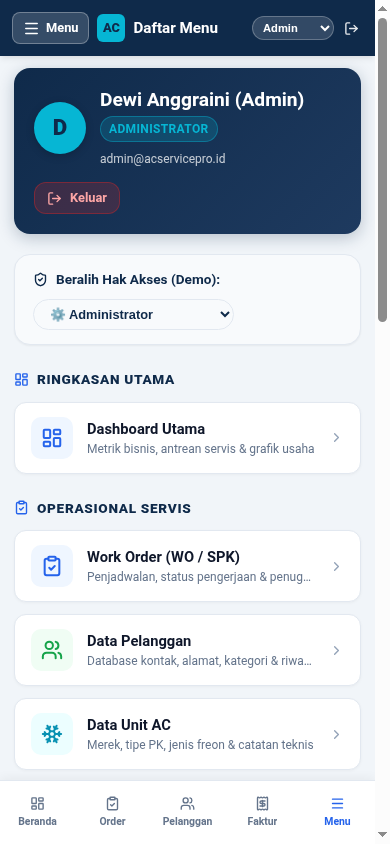 Menu
AC
Daftar Menu
Admin
D
Dewi Anggraini (Admin)
ADMINISTRATOR
admin@acservicepro.id
Keluar
Beralih Hak Akses (Demo):
⚙️ Administrator
RINGKASAN UTAMA
Dashboard Utama
Metrik bisnis, antrean servis & grafik usaha
OPERASIONAL SERVIS
Work Order (WO / SPK)
Penjadwalan, status pengerjaan & penug...
Data Pelanggan
Database kontak, alamat, kategori & riwa...
Data Unit AC
Merek, tipe PK, jenis freon & catatan teknis
Beranda
Order
Pelanggan
Faktur
Menu